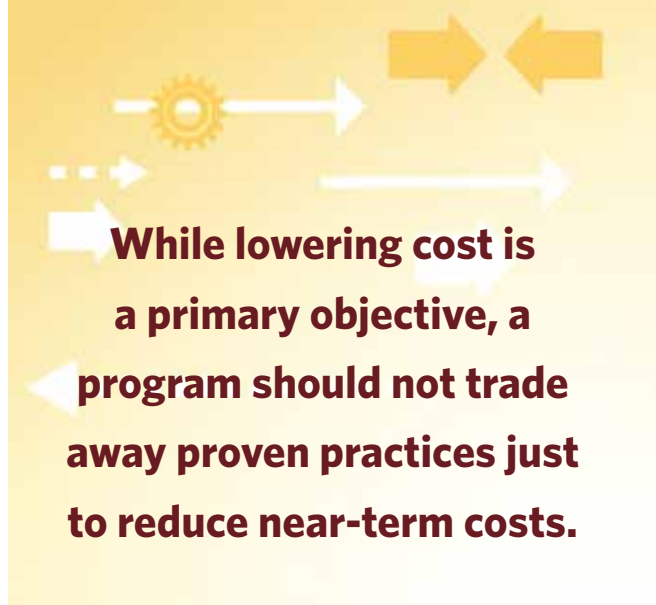 While lowering cost is
a primary objective, a
program should not trade
away proven practices just
to reduce near-term costs.